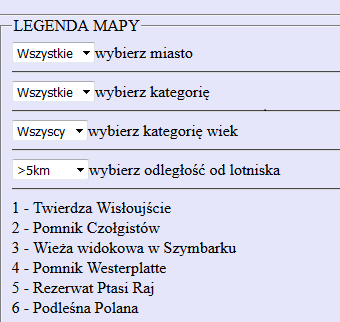 LEGENDA MAPY
Wszystkie wybierz miasto
Wszystkie wybierz kategorię
Wszyscy wybierz kategorię wiek
>5km wybierz odległość od lotniska
1 - Twierdza Wisłoujście
2 - Pomnik Czołgistów
3 - Wieża widokowa w Szymbarku
4 - Pomnik Westerplatte
5 - Rezerwat Ptasi Raj
6 - Podleśna Polana